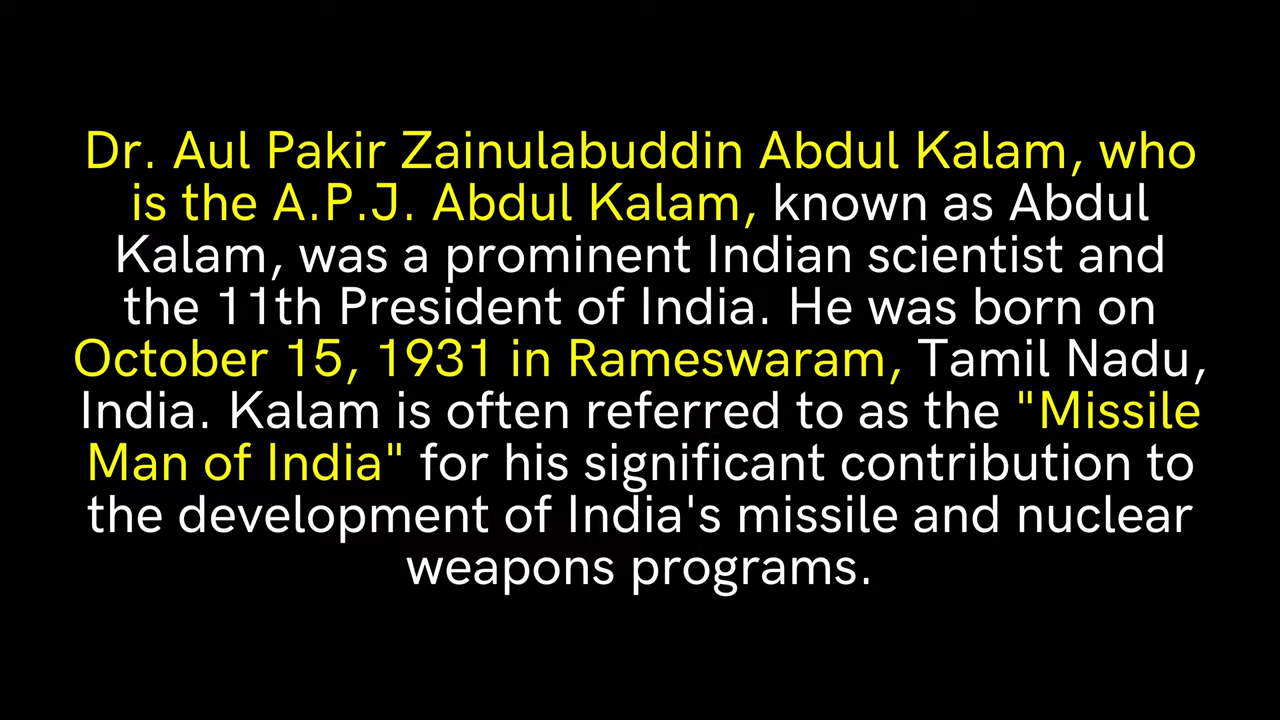 Dr. Aul Pakir Zainulabuddin Abdul Kalam, who
is the A.P.J. Abdul Kalam, known as Abdul
Kalam, was a prominent Indian scientist and
the 11th President of India. He was born on
October 15, 1931 in Rameswaram, Tamil Nadu,
India. Kalam is often referred to as the "Missile
Man of India" for his significant contribution to
the development of India's missile and nuclear
weapons programs.